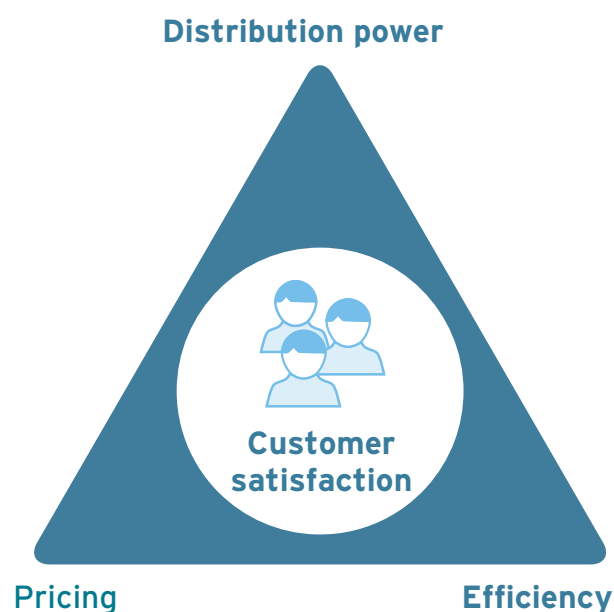 Distribution power
Customer
satisfaction
Pricing
Efficiency